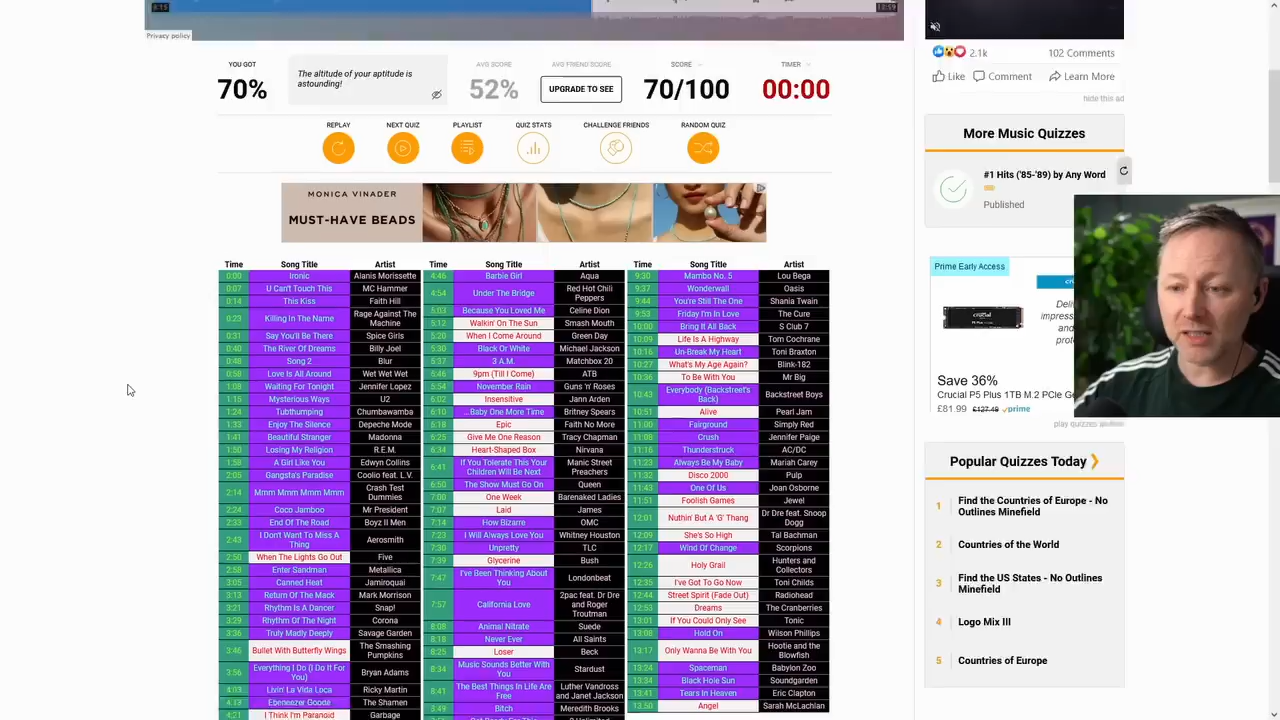 8:15
13:59
Privacy policy
2.1k
102 Comments
Like
Comment
Learn More
hide this ad
YOU GOT
70%
The altitude of your aptitude is
astounding!
AVG SCORE
52%
AVG FRIEND SCORE
UPGRADE TO SEE
SCORE
70/100
TIMER
00:00
REPLAY
NEXT QUIZ
PLAYLIST
QUIZ STATS
CHALLENGE FRIENDS
RANDOM QUIZ
MONICA VINADER
MUST-HAVE BEADS
Time Song Title Artist
0:00 Ironic Alanis Morissette
0:07 U Can't Touch This MC Hammer
0:14 This Kiss Faith Hill
0:23 Killing In The Name Rage Against The
Machine
0:31 Say You'll Be There Spice Girls
0:40 The River Of Dreams Billy Joel
0:48 Song 2 Blur
0:58 Love Is All Around Wet Wet Wet
1:08 Waiting For Tonight Jennifer Lopez
1:15 Mysterious Ways U2
1:24 Tubthumping Chumbawamba
1:33 Enjoy The Silence Depeche Mode
1:41 Beautiful Stranger Madonna
1:50 Losing My Religion R.E.M.
1:58 A Girl Like You Edwyn Collins
2:05 Gangsta's Paradise Coolio feat. L.V.
2:14 Mmm Mmm Mmm Mmm Crash Test
Dummies
2:24 Coco Jamboo Mr President
2:33 End Of The Road Boyz II Men
2:43 I Don't Want To Miss A
Thing Aerosmith
2:50 When The Lights Go Out Five
2:58 Enter Sandman Metallica
3:05 Canned Heat Jamiroquai
3:13 Return Of The Mack Mark Morrison
3:21 Rhythm Is A Dancer Snap!
3:29 Rhythm Of The Night Corona
3:36 Truly Madly Deeply Savage Garden
3:46 Bullet With Butterfly Wings The Smashing
Pumpkins
3:56 Everything I Do (I Do It For
You) Bryan Adams
4:03 Livin' La Vida Loca Ricky Martin
4:13 Ebeneezer Goode The Shamen
4:21 I Think I'm Paranoid Garbage
Time Song Title Artist
4:46 Barbie Girl Aqua
4:54 Under The Bridge Red Hot Chili
Peppers
5:03 Because You Loved Me Celine Dion
5:12 Walkin' On The Sun Smash Mouth
5:20 When I Come Around Green Day
5:30 Black Or White Michael Jackson
5:37 3 A.M. Matchbox 20
5:46 9pm (Till I Come) ATB
5:54 November Rain Guns 'n' Roses
6:02 Insensitive Jann Arden
6:10 ...Baby One More Time Britney Spears
6:18 Epic Faith No More
6:25 Give Me One Reason Tracy Chapman
6:34 Heart-Shaped Box Nirvana
6:41 If You Tolerate This Your
Children Will Be Next Manic Street
Preachers
6:50 The Show Must Go On Queen
7:00 One Week Barenaked Ladies
7:07 Laid James
7:14 How Bizarre OMC
7:23 I Will Always Love You Whitney Houston
7:30 Unpretty TLC
7:39 Glycerine Bush
7:47 I've Been Thinking About
You Londonbeat
7:57 California Love 2pac feat. Dr Dre
and Roger
Troutman
8:08 Animal Nitrate Suede
8:18 Never Ever All Saints
8:25 Loser Beck
8:34 Music Sounds Better With
You Stardust
8:41 The Best Things In Life Are
Free Luther Vandross
and Janet Jackson
8:49 Bitch Meredith Brooks
Time Song Title Artist
9:30 Mambo No. 5 Lou Bega
9:37 Wonderwall Oasis
9:44 You're Still The One Shania Twain
9:53 Friday I'm In Love The Cure
10:00 Bring It All Back S Club 7
10:09 Life Is A Highway Tom Cochrane
10:16 Un-Break My Heart Toni Braxton
10:27 What's My Age Again? Blink-182
10:36 To Be With You Mr Big
10:43 Everybody (Backstreet's
Back) Backstreet Boys
10:51 Alive Pearl Jam
11:00 Fairground Simply Red
11:08 Crush Jennifer Paige
11:16 Thunderstruck AC/DC
11:23 Always Be My Baby Mariah Carey
11:32 Disco 2000 Pulp
11:43 One Of Us Joan Osborne
11:51 Foolish Games Jewel
12:01 Nuthin' But A 'G' Thang Dr Dre feat. Snoop
Dogg
12:09 She's So High Tal Bachman
12:17 Wind Of Change Scorpions
12:26 Holy Grail Hunters and
Collectors
12:35 I've Got To Go Now Toni Childs
12:44 Street Spirit (Fade Out) Radiohead
12:53 Dreams The Cranberries
13:01 If You Could Only See Tonic
13:08 Hold On Wilson Phillips
13:17 Only Wanna Be With You Hootie and the
Blowfish
13:24 Spaceman Babylon Zoo
13:34 Black Hole Sun Soundgarden
13:41 Tears In Heaven Eric Clapton
13:50 Angel Sarah McLachlan
More Music Quizzes
#1 Hits ('85-'89) by Any Word
Published
Prime Early Access
Save 36%
Crucial P5 Plus 1TB M.2 PCIe Ge
£81.99 £127.49 prime
play quizzes
Popular Quizzes Today
1 Find the Countries of Europe - No
Outlines Minefield
2 Countries of the World
3 Find the US States - No Outlines
Minefield
4 Logo Mix III
5 Countries of Europe